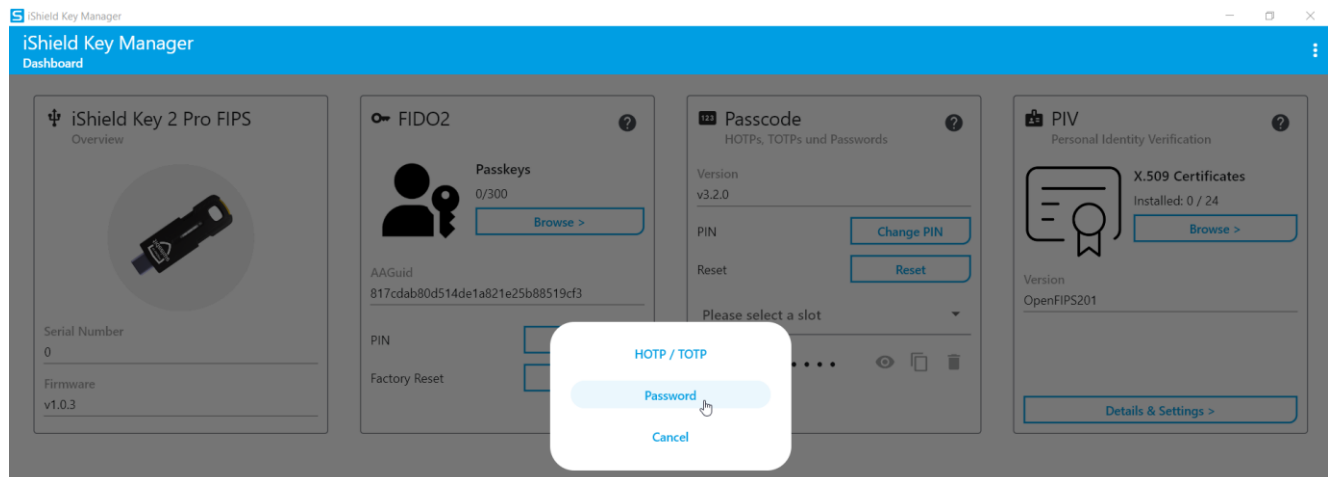 iShield Key Manager
iShield Key Manager
Dashboard
iShield Key 2 Pro FIPS
Overview
Serial Number
0
Firmware
v1.0.3
FIDO2
Passkeys
0/300
Browse >
AAGuid
817cdab80d514de1a821e25b88519cf3
PIN
Factory Reset
123 Passcode
HOTPs, TOTPs und Passwords
Version
v3.2.0
PIN
Change PIN
Reset
Reset
Please select a slot
PIV
Personal Identity Verification
X.509 Certificates
Installed: 0 / 24
Browse >
Version
OpenFIPS201
Details & Settings >
HOTP / TOTP
Password
Cancel